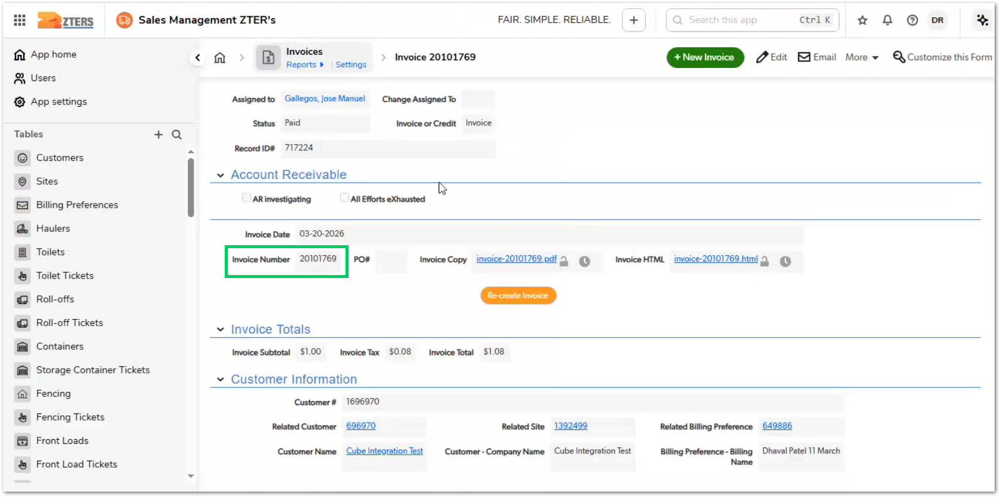 ZTERS Sales Management ZTER's FAIR. SIMPLE. RELIABLE. + Search this app Ctrl K DR
App home
Users
App settings
Tables
Customers
Sites
Billing Preferences
Haulers
Toilets
Toilet Tickets
Roll-offs
Roll-off Tickets
Containers
Storage Container Tickets
Fencing
Fencing Tickets
Front Loads
Front Load Tickets
Invoices
Reports Settings
Invoice 20101769
+ New Invoice Edit Email More Customize this Form
Assigned to Gallegos, Jose Manuel Change Assigned To
Status Paid Invoice or Credit Invoice
Record ID# 717224
Account Receivable
AR investigating All Efforts eXhausted
Invoice Date 03-20-2026
Invoice Number 20101769 PO# Invoice Copy invoice-20101769.pdf Invoice HTML invoice-20101769.html
Re-create Invoice
Invoice Totals
Invoice Subtotal $1.00 Invoice Tax $0.08 Invoice Total $1.08
Customer Information
Customer # 1696970
Related Customer 696970 Related Site 1392499 Related Billing Preference 649886
Customer Name Cube Integration Test Customer - Company Name Cube Integration Test Billing Preference - Billing Name Dhaval Patel 11 March